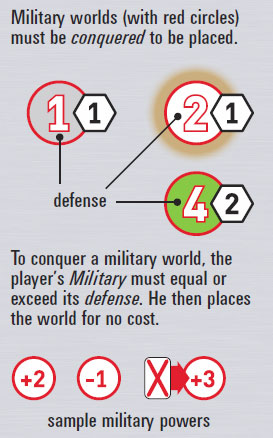 Military worlds (with red circles)
must be conquered to be placed.
1 1
2 1
defense
4 2
To conquer a military world, the
player's Military must equal or
exceed its defense. He then places
the world for no cost.
+2 -1 X +3
sample military powers